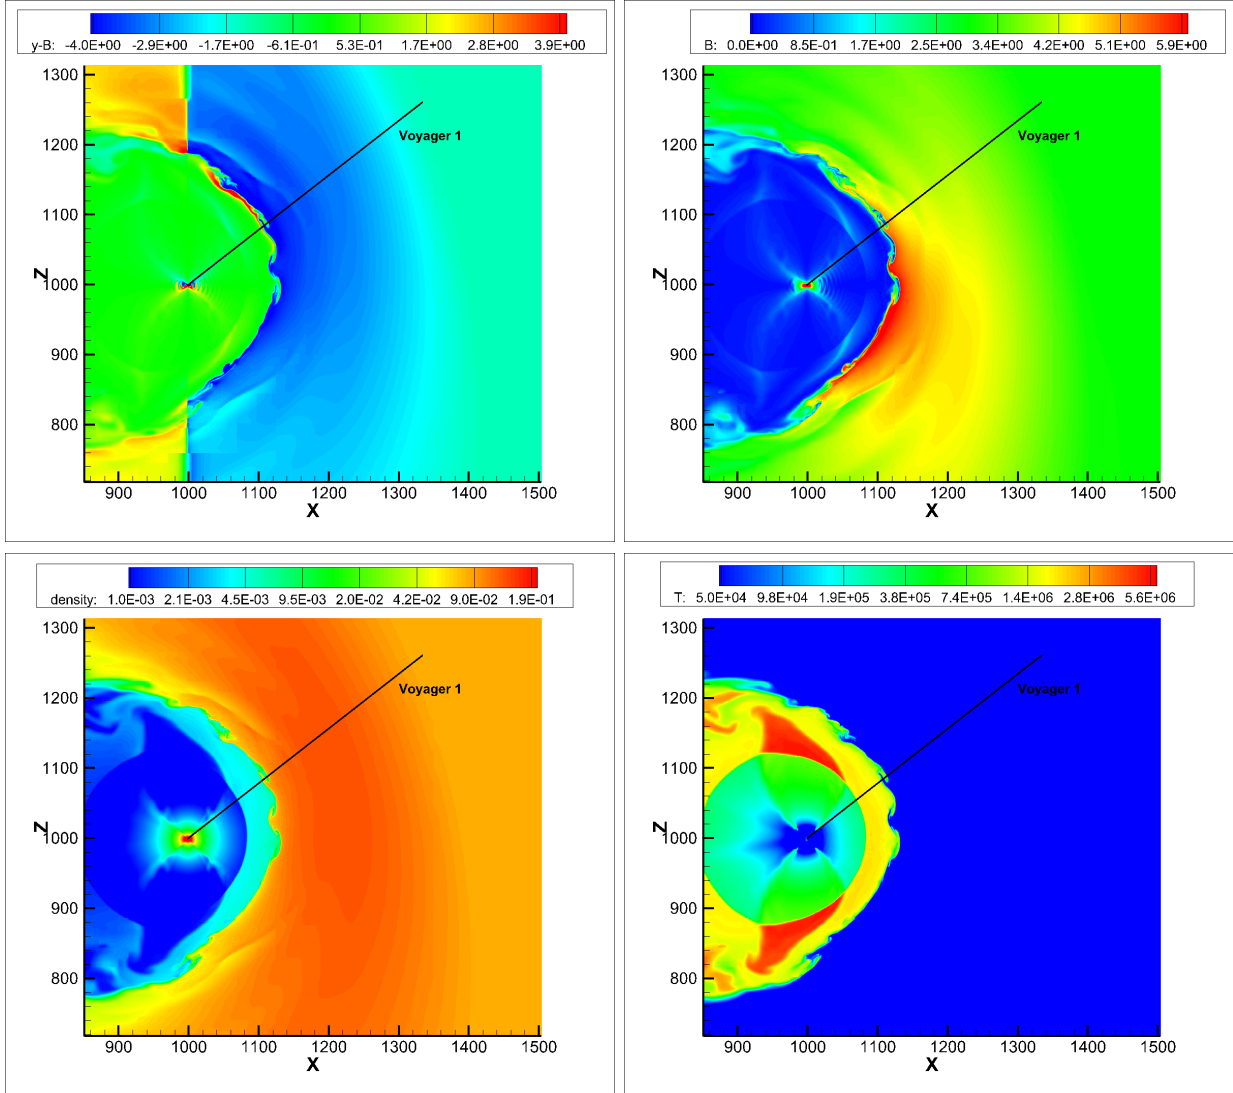 y-B: -4.0E+00 -2.9E+00 -1.7E+00 -6.1E-01 5.3E-01 1.7E+00 2.8E+00 3.9E+00
1300
1200
1100
1000
900
800
Z
Voyager 1
900 1000 1100 1200 1300 1400 1500
X
B: 0.0E+00 8.5E-01 1.7E+00 2.5E+00 3.4E+00 4.2E+00 5.1E+00 5.9E+00
1300
1200
1100
1000
900
800
Z
Voyager 1
900 1000 1100 1200 1300 1400 1500
X
density: 1.0E-03 2.1E-03 4.5E-03 9.5E-03 2.0E-02 4.2E-02 9.0E-02 1.9E-01
1300
1200
1100
1000
900
800
Z
Voyager 1
900 1000 1100 1200 1300 1400 1500
X
T: 5.0E+04 9.8E+04 1.9E+05 3.8E+05 7.4E+05 1.4E+06 2.8E+06 5.6E+06
1300
1200
1100
1000
900
800
Z
Voyager 1
900 1000 1100 1200 1300 1400 1500
X